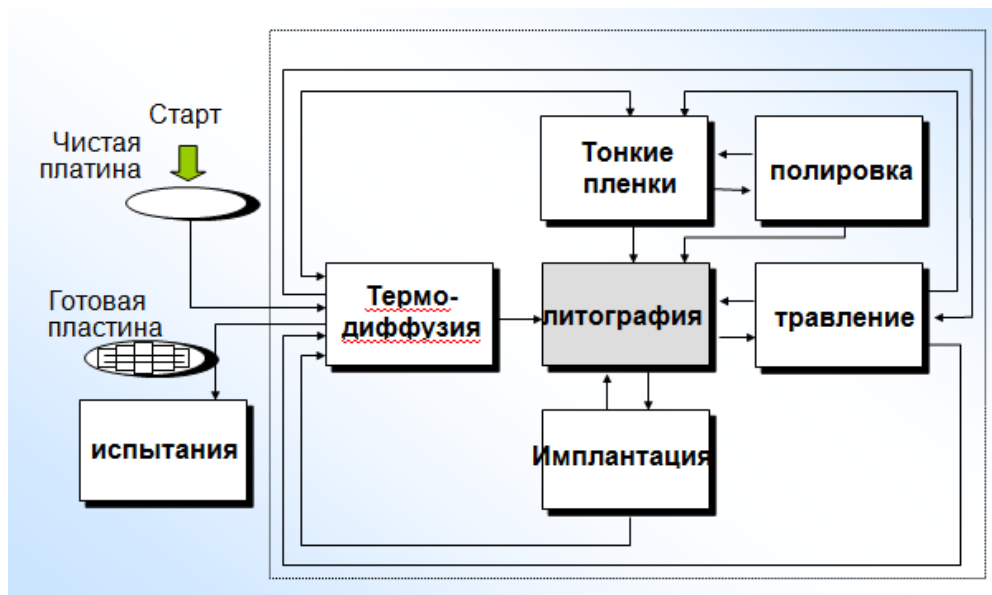 Старт
Чистая
платина
Тонкие
пленки
полировка
Термо-
диффузия
литография
травление
Готовая
пластина
испытания
Имплантация